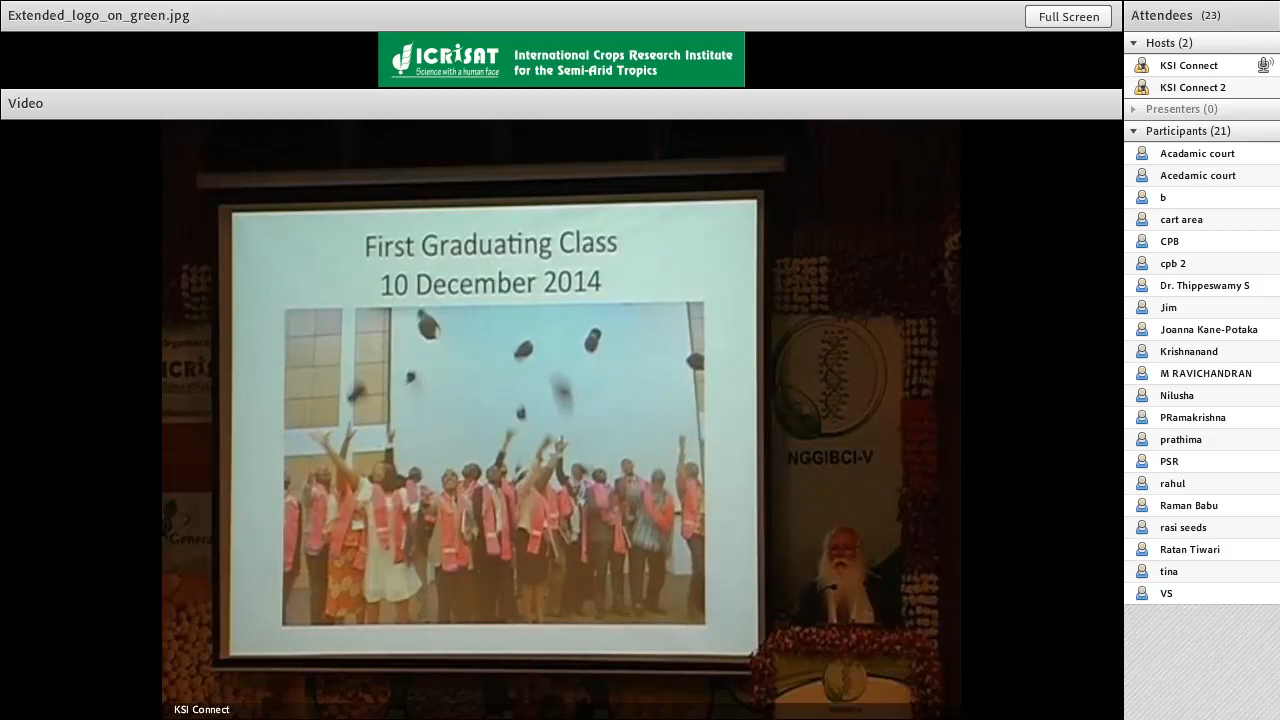 Extended_logo_on_green.jpg
Full Screen
ICRISAT
Science with a human face
International Crops Research Institute
for the Semi-Arid Tropics
Video
First Graduating Class
10 December 2014
ICRIS
NGGIBCI-V
KSI Connect
Attendees (23)
Hosts (2)
KSI Connect
KSI Connect 2
Presenters (0)
Participants (21)
Acadamic court
Acedamic court
b
cart area
CPB
cpb 2
Dr. Thippeswamy S
Jim
Joanna Kane-Potaka
Krishnanand
M RAVICHANDRAN
Nilusha
PRamakrishna
prathima
PSR
rahul
Raman Babu
rasi seeds
Ratan Tiwari
tina
VS